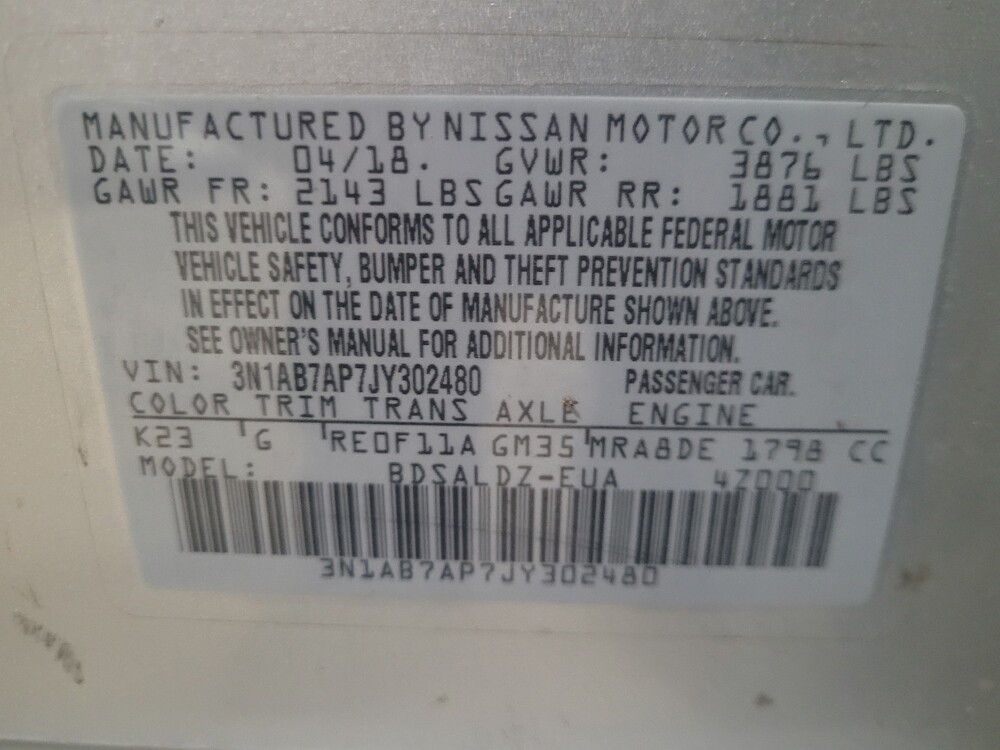 MANUFACTURED BY NISSAN MOTOR CO., LTD.
DATE: 04/18. GVWR: 3876 LBS
GAWR FR: 2143 LBS GAWR RR: 1881 LBS
THIS VEHICLE CONFORMS TO ALL APPLICABLE FEDERAL MOTOR
VEHICLE SAFETY, BUMPER AND THEFT PREVENTION STANDARDS
IN EFFECT ON THE DATE OF MANUFACTURE SHOWN ABOVE.
SEE OWNER'S MANUAL FOR ADDITIONAL INFORMATION.
VIN: 3N1AB7AP7JY302480 PASSENGER CAR.
COLOR TRIM TRANS AXLE ENGINE
K23 G RE0F11A GM35 MRA8DE 1798 CC
MODEL: BDSALDZ-EUA 4Z000
3N1AB7AP7JY302480